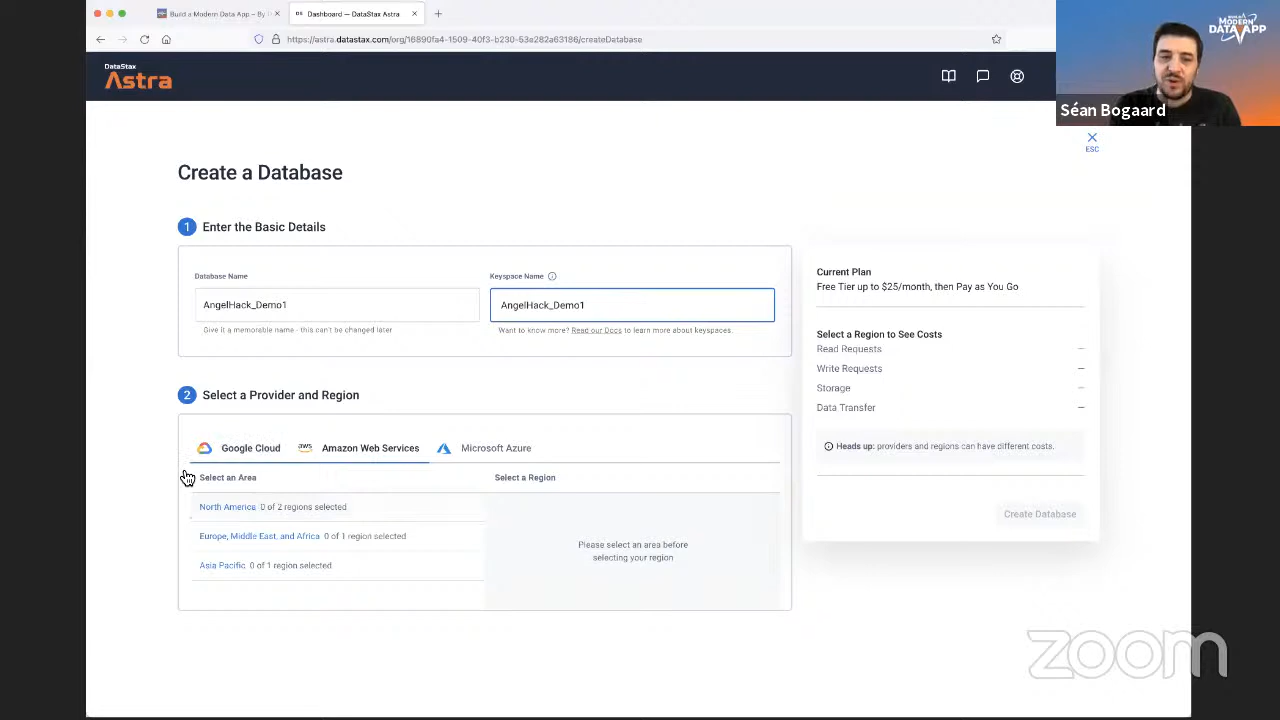 Build a Modern Data App – By
Dashboard — DataStax Astra
https://astra.datastax.com/org/16890fa4-1509-40f3-b230-53e282a63186/createDatabase
BUILD A
MODERN
DATA APP
Séan Bogaard
DataStax
Astra
ESC
Create a Database
1 Enter the Basic Details
Database Name
Keyspace Name
AngelHack_Demo1
AngelHack_Demo1
Give it a memorable name - this can't be changed later
Want to know more? Read our Docs to learn more about keyspaces.
Current Plan
Free Tier up to $25/month, then Pay as You Go
Select a Region to See Costs
Read Requests –
Write Requests –
Storage –
Data Transfer –
Heads up: providers and regions can have different costs.
Create Database
2 Select a Provider and Region
Google Cloud
aws Amazon Web Services
Microsoft Azure
Select an Area
Select a Region
North America 0 of 2 regions selected
Europe, Middle East, and Africa 0 of 1 region selected
Asia Pacific 0 of 1 region selected
Please select an area before
selecting your region
zoom